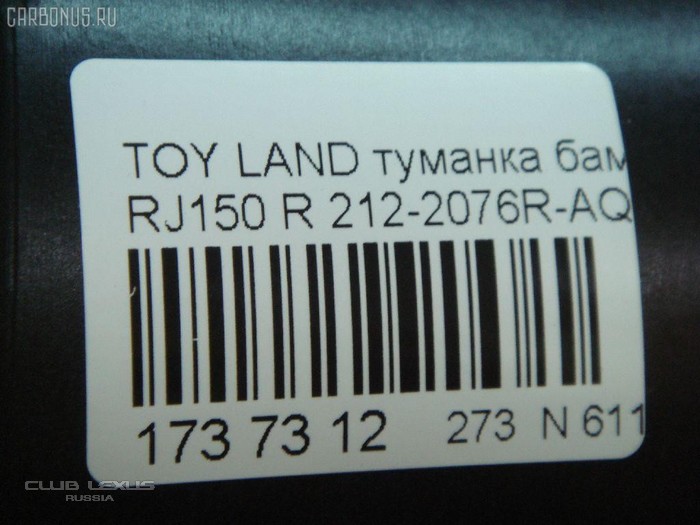 CARBONUS.RU
TOY LAND туманка бам
RJ150 R 212-2076R-AQ
173 73 12 273 N 611
CLUB LEXUS
RUSSIA